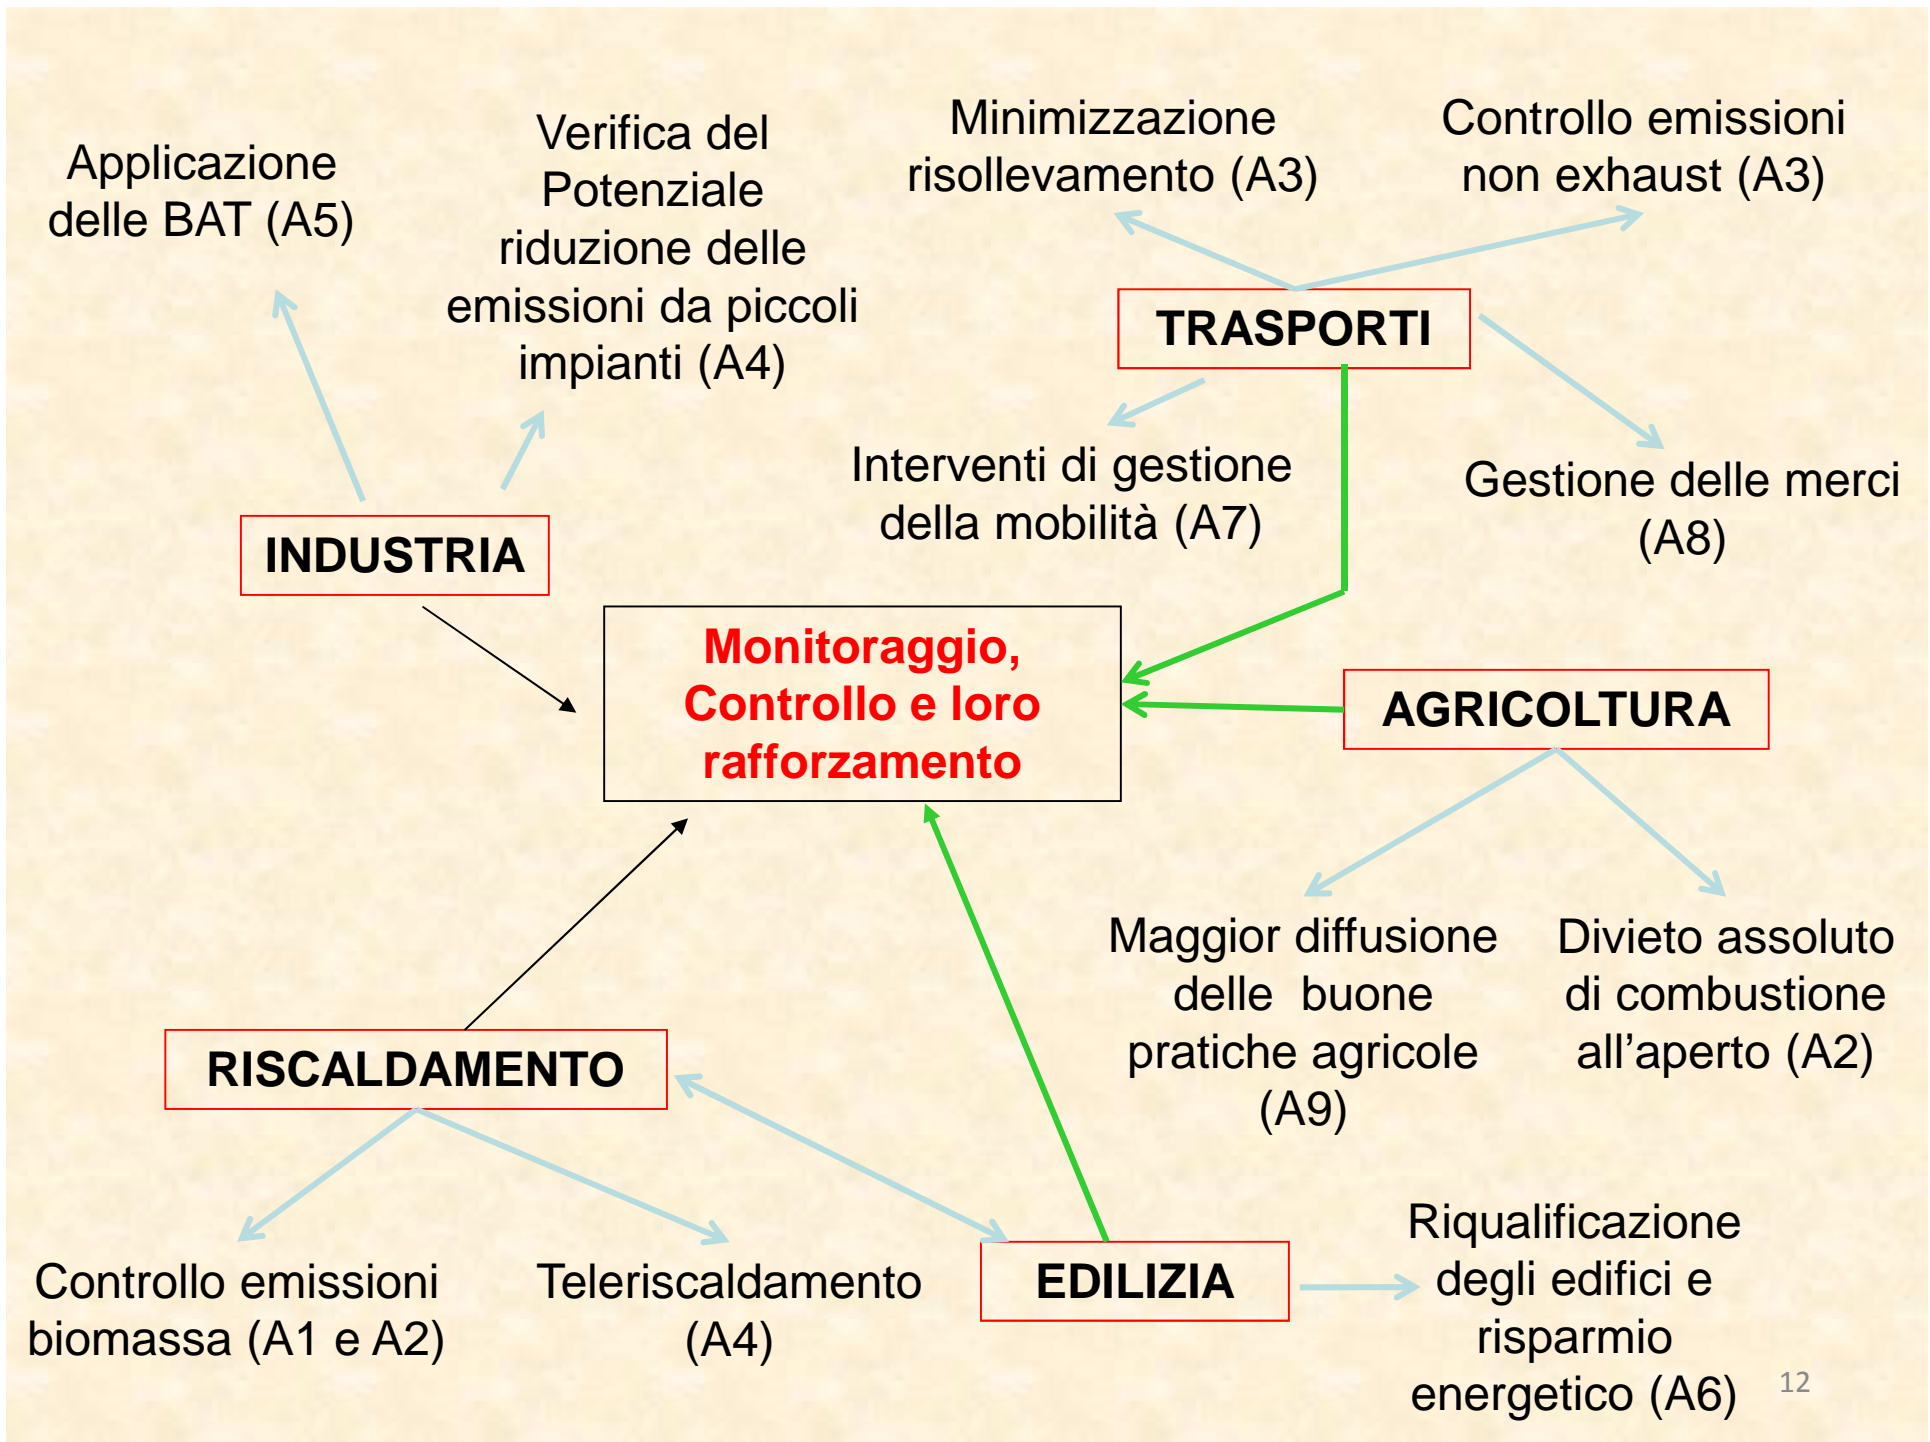 Applicazione
delle BAT (A5)
Verifica del
Potenziale
riduzione delle
emissioni da piccoli
impianti (A4)
Minimizzazione
risollevamento (A3)
Controllo emissioni
non exhaust (A3)
TRASPORTI
Interventi di gestione
della mobilità (A7)
Gestione delle merci
(A8)
INDUSTRIA
Monitoraggio,
Controllo e loro
rafforzamento
AGRICOLTURA
Maggior diffusione
delle  buone
pratiche agricole
(A9)
Divieto assoluto
di combustione
all’aperto (A2)
RISCALDAMENTO
Controllo emissioni
biomassa (A1 e A2)
Teleriscaldamento
(A4)
EDILIZIA
Riqualificazione
degli edifici e
risparmio
energetico (A6)
12